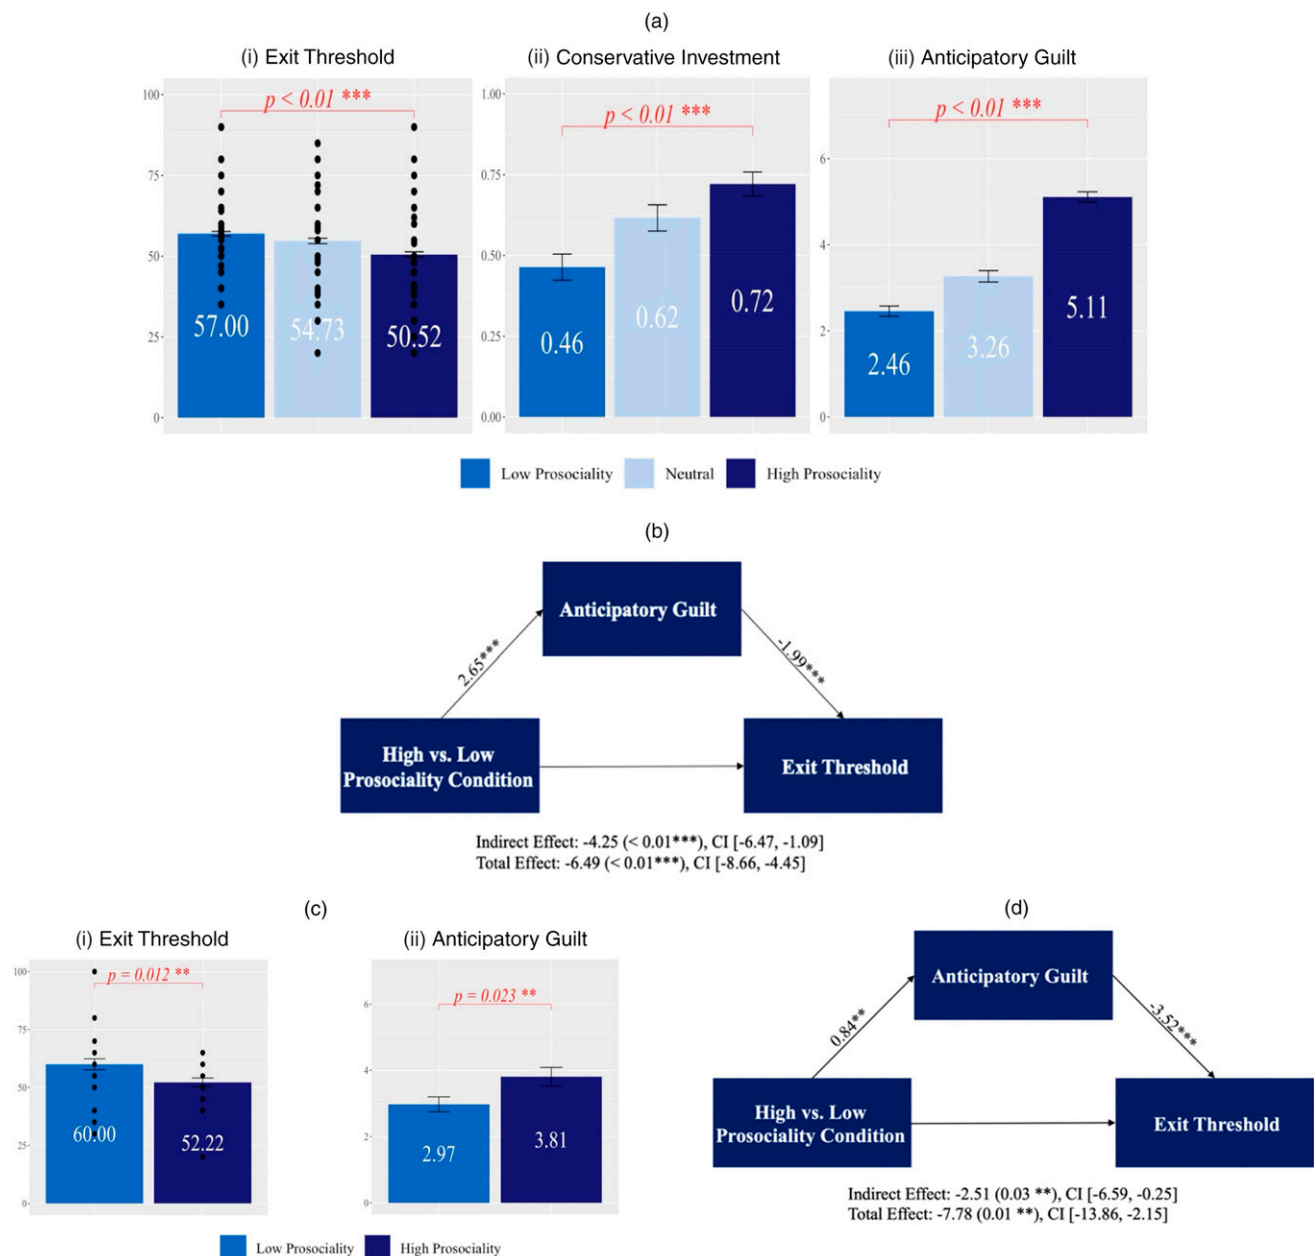 (a)
(i) Exit Threshold
(ii) Conservative Investment
(iii) Anticipatory Guilt
100
75
50
25
0
p < 0.01 ***
57.00
54.73
50.52
1.00
0.75
0.50
0.25
0.00
p < 0.01 ***
0.46
0.62
0.72
6
4
2
0
p < 0.01 ***
2.46
3.26
5.11
Low Prosociality
Neutral
High Prosociality
(b)
Anticipatory Guilt
2.65***
-1.99***
High vs. Low
Prosociality Condition
Exit Threshold
Indirect Effect: -4.25 (< 0.01***), CI [-6.47, -1.09]
Total Effect: -6.49 (< 0.01***), CI [-8.66, -4.45]
(c)
(i) Exit Threshold
(ii) Anticipatory Guilt
100
75
50
25
0
p = 0.012 **
60.00
52.22
6
4
2
0
p = 0.023 **
2.97
3.81
Low Prosociality
High Prosociality
(d)
Anticipatory Guilt
0.84**
-3.52***
High vs. Low
Prosociality Condition
Exit Threshold
Indirect Effect: -2.51 (0.03 **), CI [-6.59, -0.25]
Total Effect: -7.78 (0.01 **), CI [-13.86, -2.15]